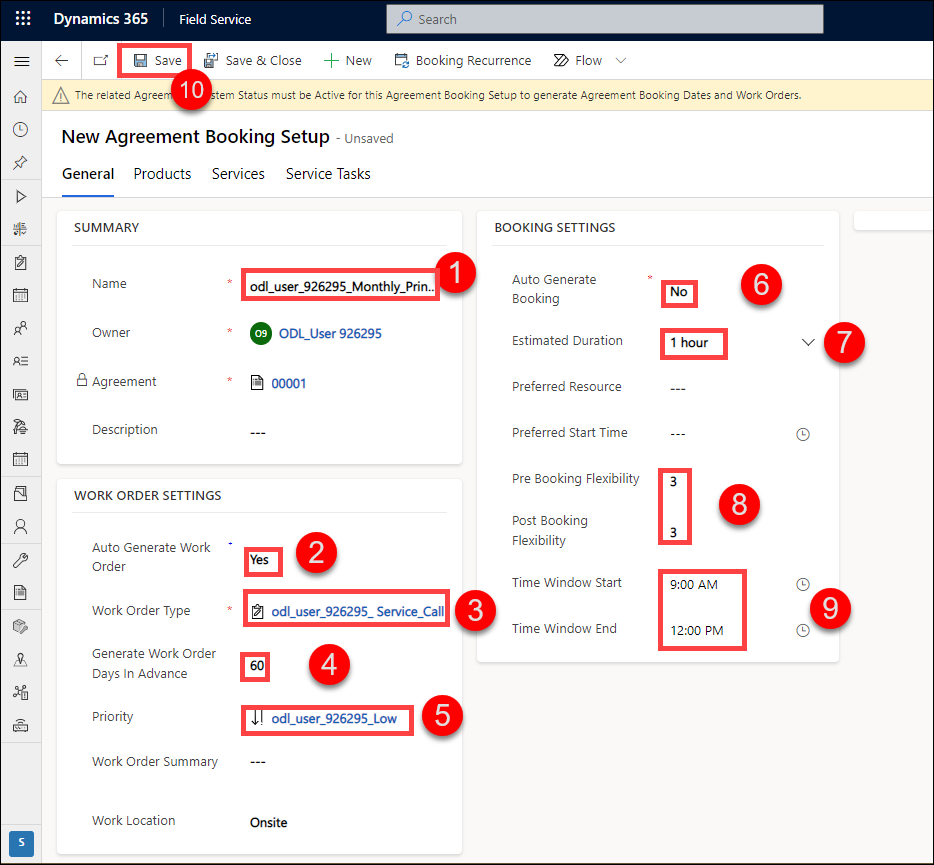 Dynamics 365 Field Service Search
Save Save & Close New Booking Recurrence Flow
10
The related Agreem stem Status must be Active for this Agreement Booking Setup to generate Agreement Booking Dates and Work Orders.
New Agreement Booking Setup - Unsaved
General Products Services Service Tasks
SUMMARY
Name * odl_user_926295_Monthly_Prin... 1
Owner * O9 ODL_User 926295
Agreement * 00001
Description ---
WORK ORDER SETTINGS
Auto Generate Work
Order Yes 2
Work Order Type * odl_user_926295_ Service_Call 3
Generate Work Order
Days In Advance 60 4
Priority odl_user_926295_Low 5
Work Order Summary ---
Work Location Onsite
BOOKING SETTINGS
Auto Generate *
Booking No 6
Estimated Duration 1 hour 7
Preferred Resource ---
Preferred Start Time ---
Pre Booking Flexibility 3
8
Post Booking
Flexibility 3
Time Window Start 9:00 AM
9
Time Window End 12:00 PM
S